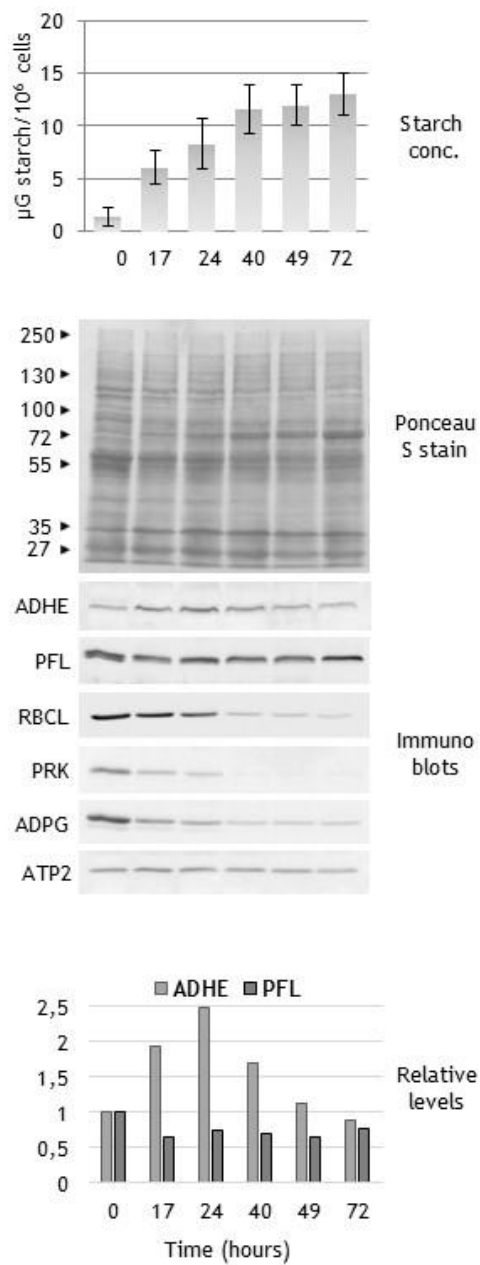 20
15
10
5
0
µG starch/10⁶ cells
0 17 24 40 49 72
Starch
conc.
250
130
100
72
55
35
27
Ponceau
S stain
ADHE
PFL
RBCL
PRK
ADPG
ATP2
Immuno
blots
ADHE PFL
2,5
2
1,5
1
0,5
0
Relative
levels
0 17 24 40 49 72
Time (hours)